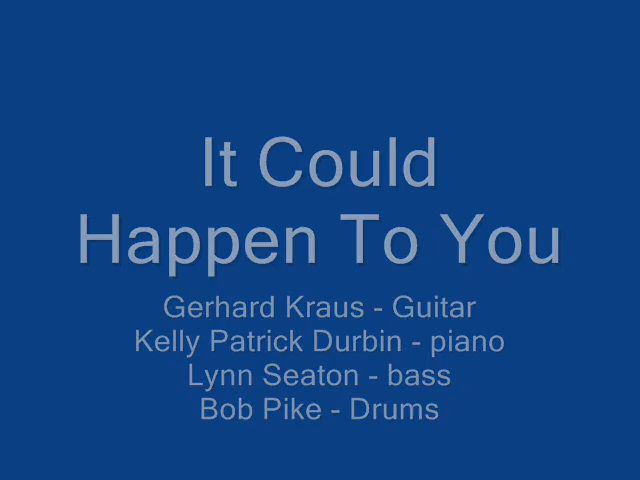 It Could
Happen To You
Gerhard Kraus - Guitar
Kelly Patrick Durbin - piano
Lynn Seaton - bass
Bob Pike - Drums